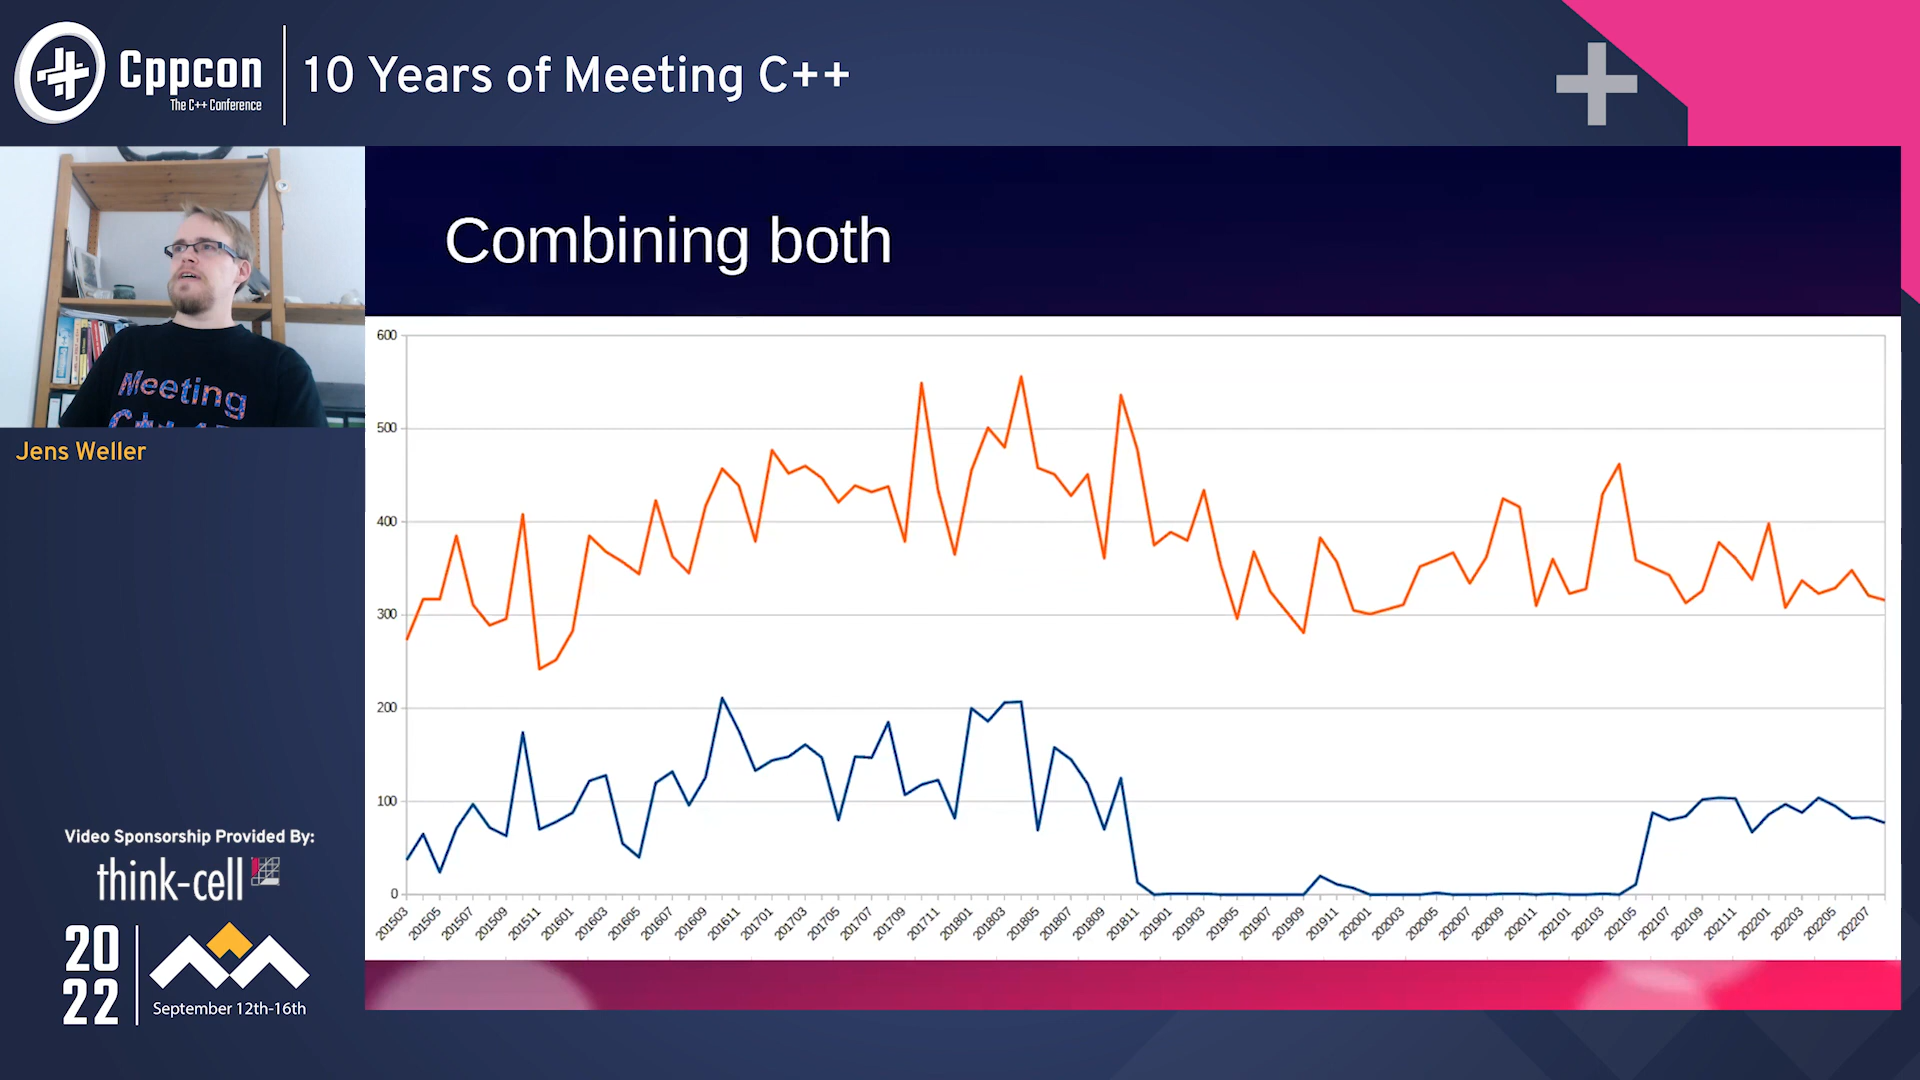 Cppcon
The C++ Conference
10 Years of Meeting C++
Meeting
Jens Weller
Combining both
600
500
400
300
200
100
0
201503 201505 201507 201509 201511 201601 201603 201605 201607 201609 201611 201701 201703 201705 201707 201709 201711 201801 201803 201805 201807 201809 201811 201901 201903 201905 201907 201909 201911 202001 202003 202005 202007 202009 202011 202101 202103 202105 202107 202109 202111 202201 202203 202205 202207
Video Sponsorship Provided By:
think-cell
20
22
September 12th-16th